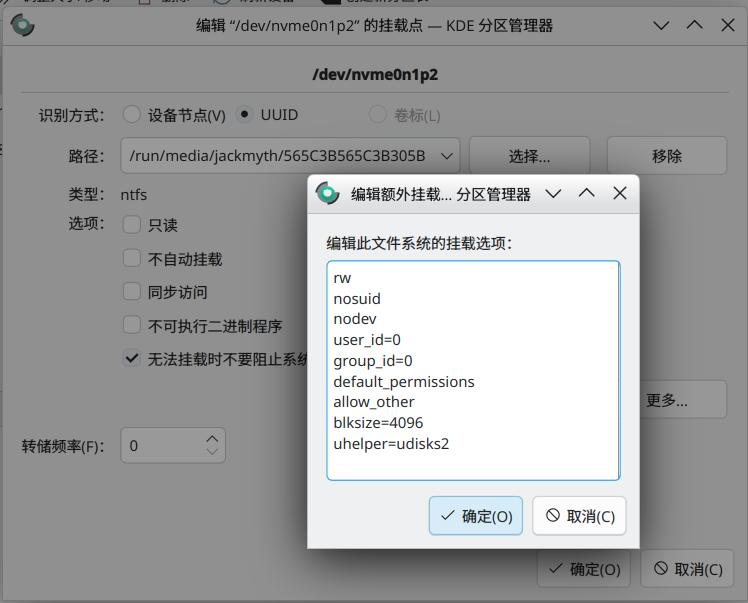 编辑 “/dev/nvme0n1p2” 的挂载点 — KDE 分区管理器
/dev/nvme0n1p2
识别方式： 设备节点(V) UUID 卷标(L)
路径： /run/media/jackmyth/565C3B565C3B305B 选择... 移除
类型： ntfs
选项： 只读
不自动挂载
同步访问
不可执行二进制程序
无法挂载时不要阻止系统
更多...
转储频率(F)： 0
确定(O) 取消(C)
编辑额外挂载... 分区管理器
编辑此文件系统的挂载选项：
rw
nosuid
nodev
user_id=0
group_id=0
default_permissions
allow_other
blksize=4096
uhelper=udisks2
确定(O) 取消(C)